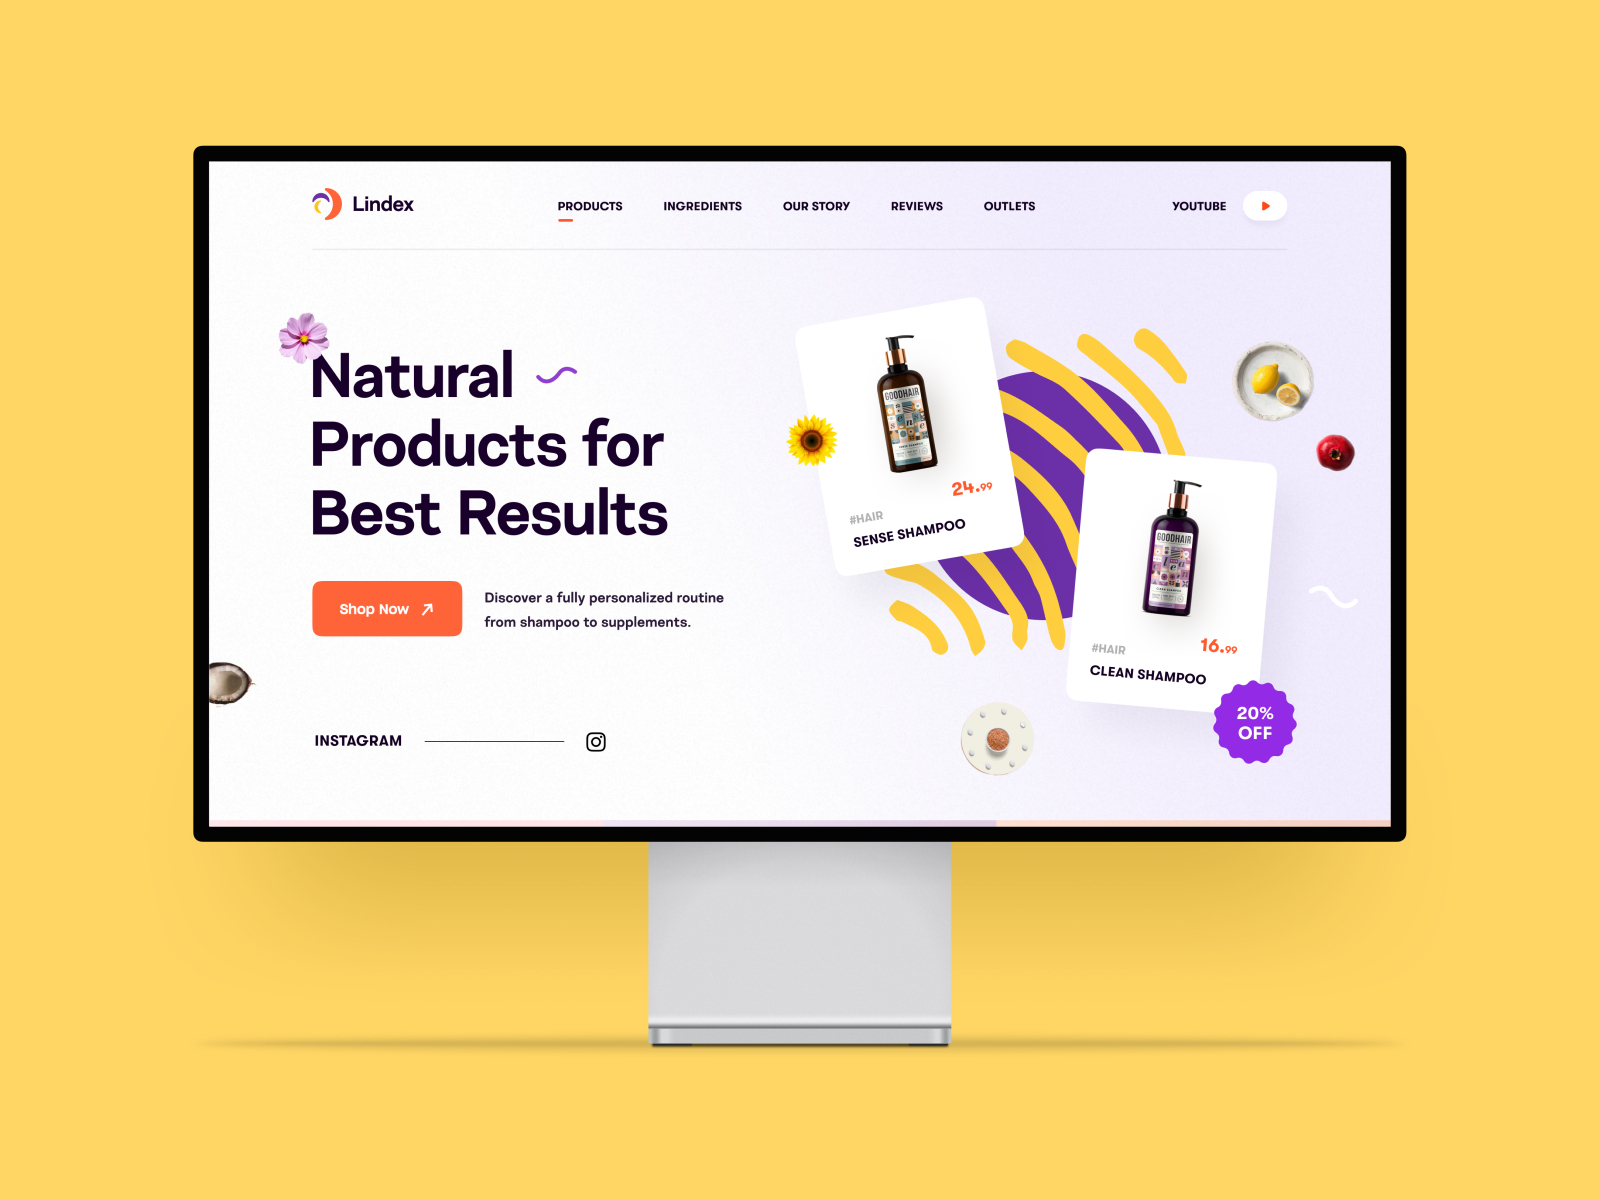 Lindex
PRODUCTS
INGREDIENTS
OUR STORY
REVIEWS
OUTLETS
YOUTUBE
Natural
Products for
Best Results
Shop Now
Discover a fully personalized routine
from shampoo to supplements.
INSTAGRAM
GOODHAIR
24.99
#HAIR
SENSE SHAMPOO
GOODHAIR
16.99
#HAIR
CLEAN SHAMPOO
20%
OFF